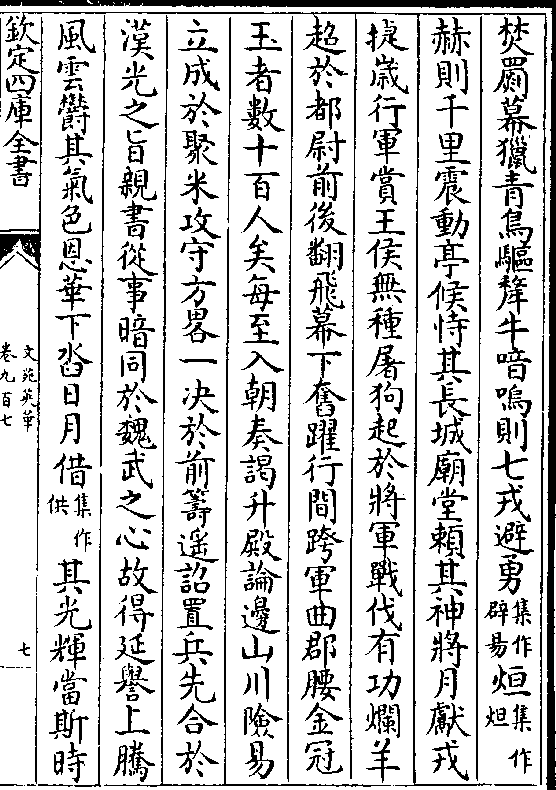 焚罽幕獵青鳥驅犛牛喑嗚則七戎避勇集作辟易烜集作烜
赫則千里震動亭候恃其長城廟堂賴其神將月獻戎
捷歲行軍賞王侯無種屠狗起於將軍戰伐有功爛羊
超於都尉前後翻飛幕下奮躍行間跨軍曲郡腰金冠
玉者數十百人矣每至入朝奏謁升殿論邊山川險易
立成於聚米攻守方畧一决於前籌遥詔置兵先合於
漢光之旨親書從事暗同於魏武之心故得延譽上騰
風雲欝其氣色恩華下沓日月借集作供其光輝當斯時
欽定四庫全書
文苑英華
卷九百七
七